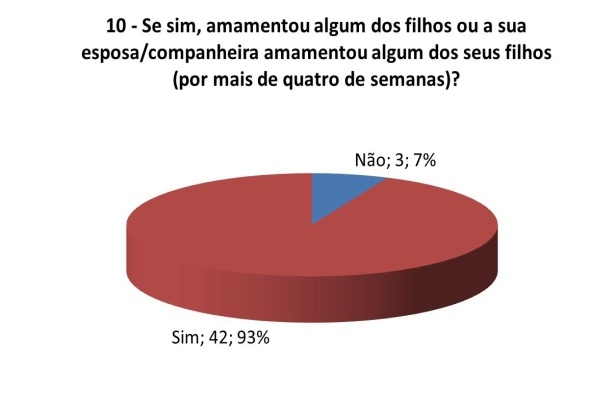 10 - Se sim, amamentou algum dos filhos ou a sua
esposa/companheira amamentou algum dos seus filhos
(por mais de quatro de semanas)?
Não; 3; 7%
Sim; 42; 93%